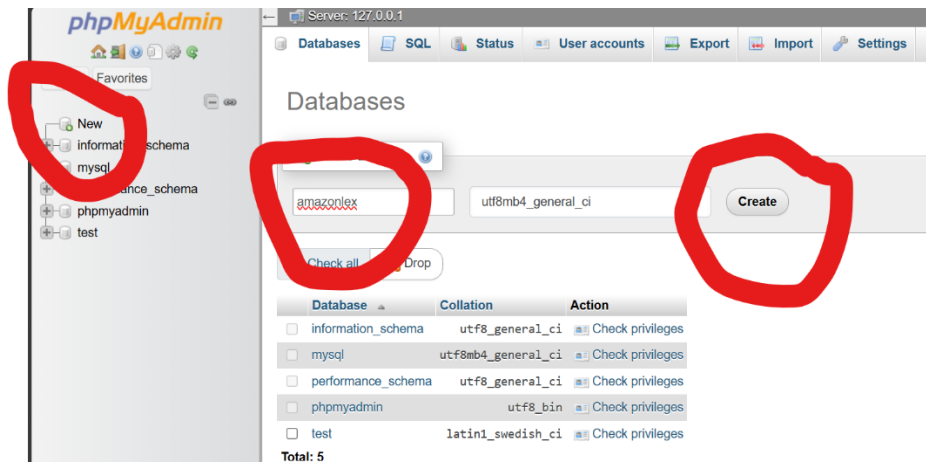 phpMyAdmin
Favorites
New
information_schema
mysql
schema
phpmyadmin
test
Server: 127.0.0.1
Databases
SQL
Status
User accounts
Export
Import
Settings
Databases
amazonlex
utf8mb4_general_ci
Create
Check all
Drop
Database Collation Action
information_schema utf8_general_ci Check privileges
mysql utf8mb4_general_ci Check privileges
performance_schema utf8_general_ci Check privileges
phpmyadmin utf8_bin Check privileges
test latin1_swedish_ci Check privileges
Total: 5